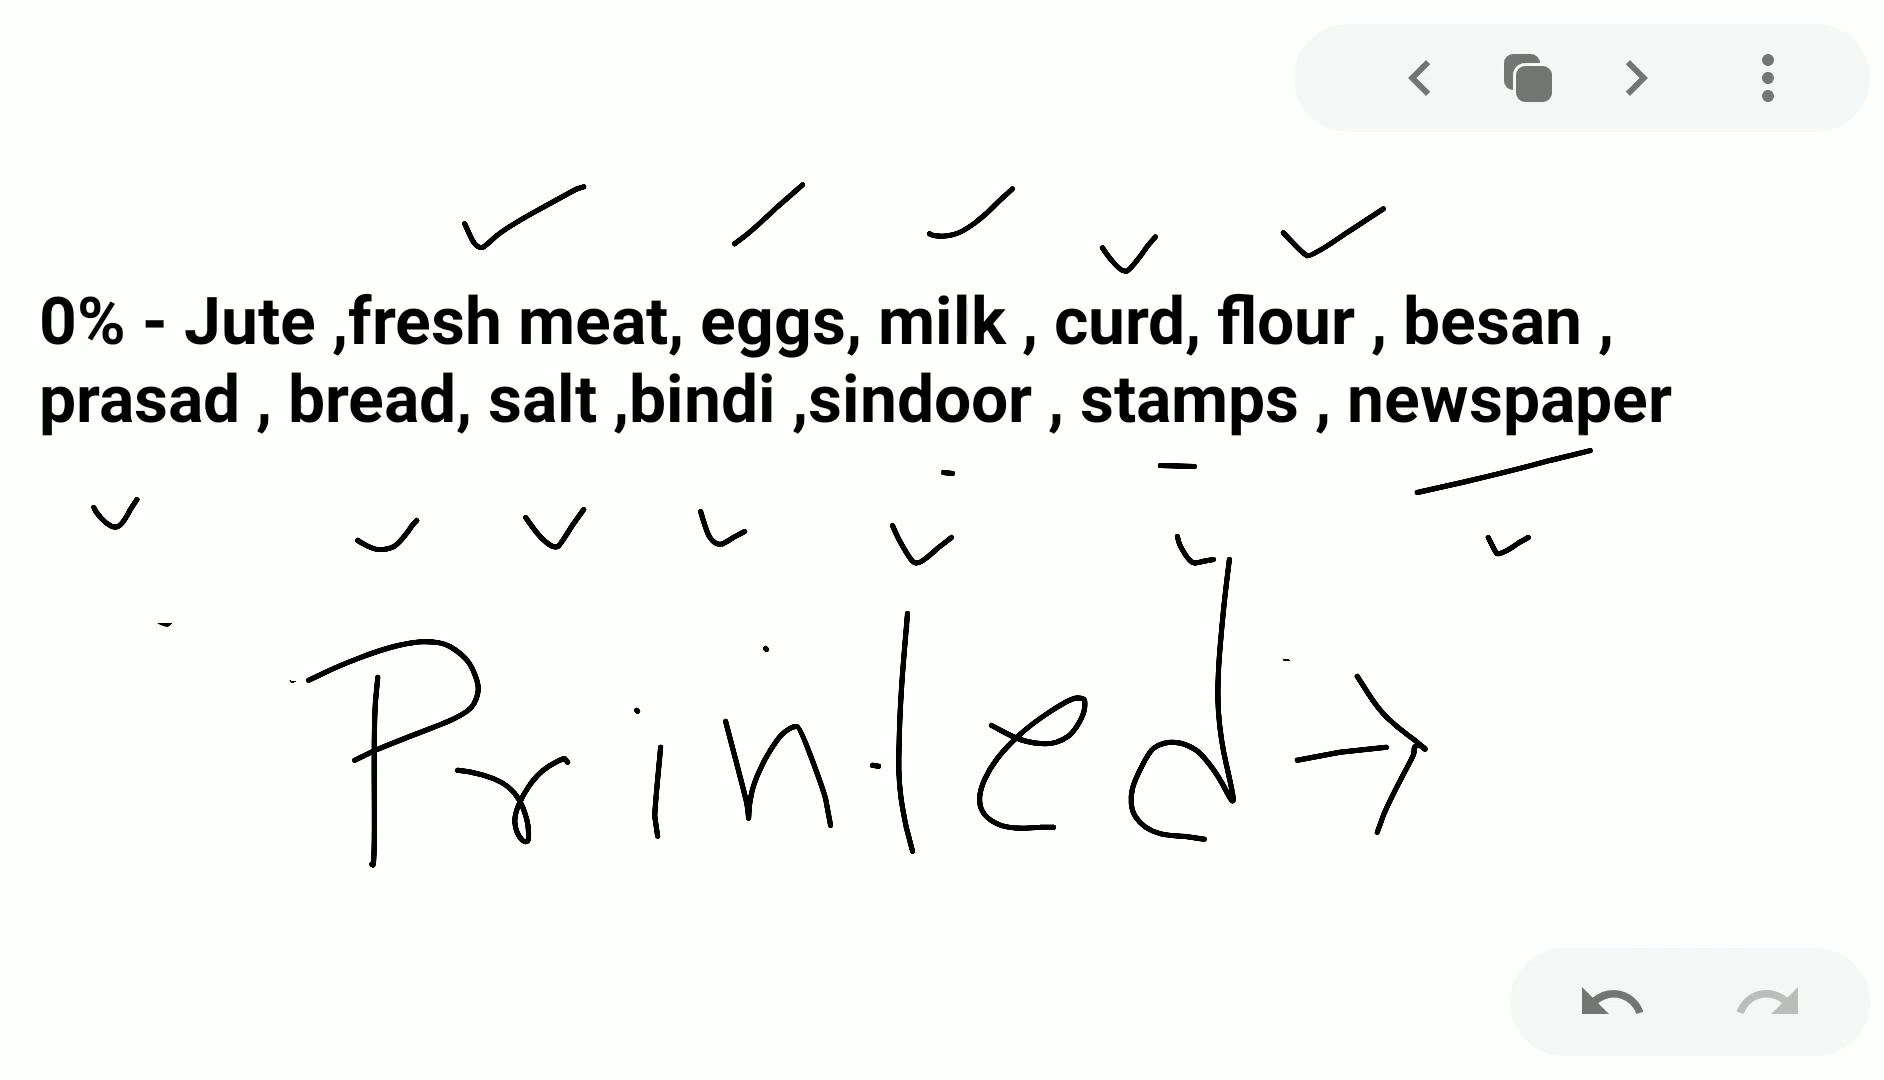 0% - Jute ,fresh meat, eggs, milk , curd, flour , besan ,
prasad , bread, salt ,bindi ,sindoor , stamps , newspaper
Printed →